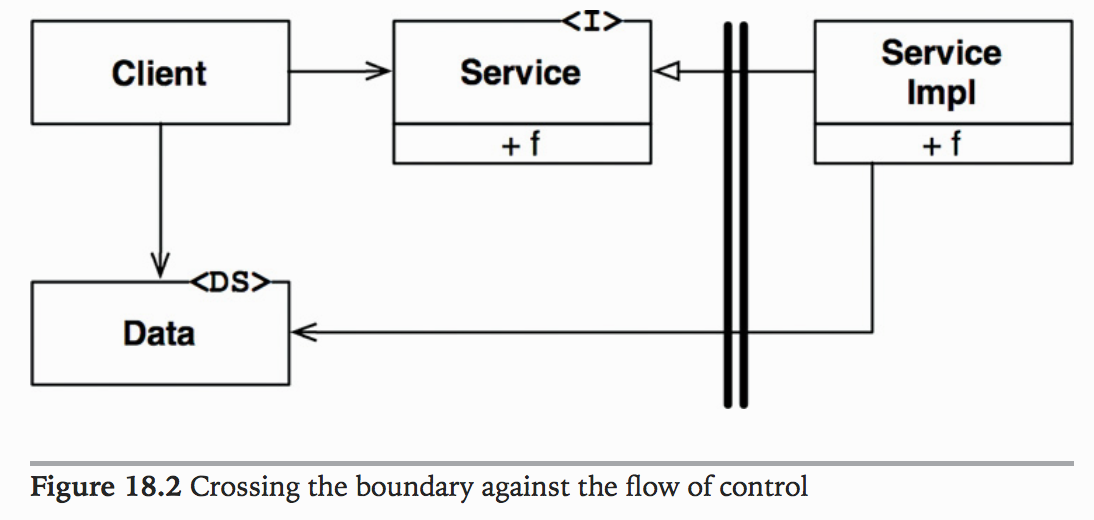 <I>
Client
Service
Service
Impl
+ f
+ f
<DS>
Data
Figure 18.2 Crossing the boundary against the flow of control